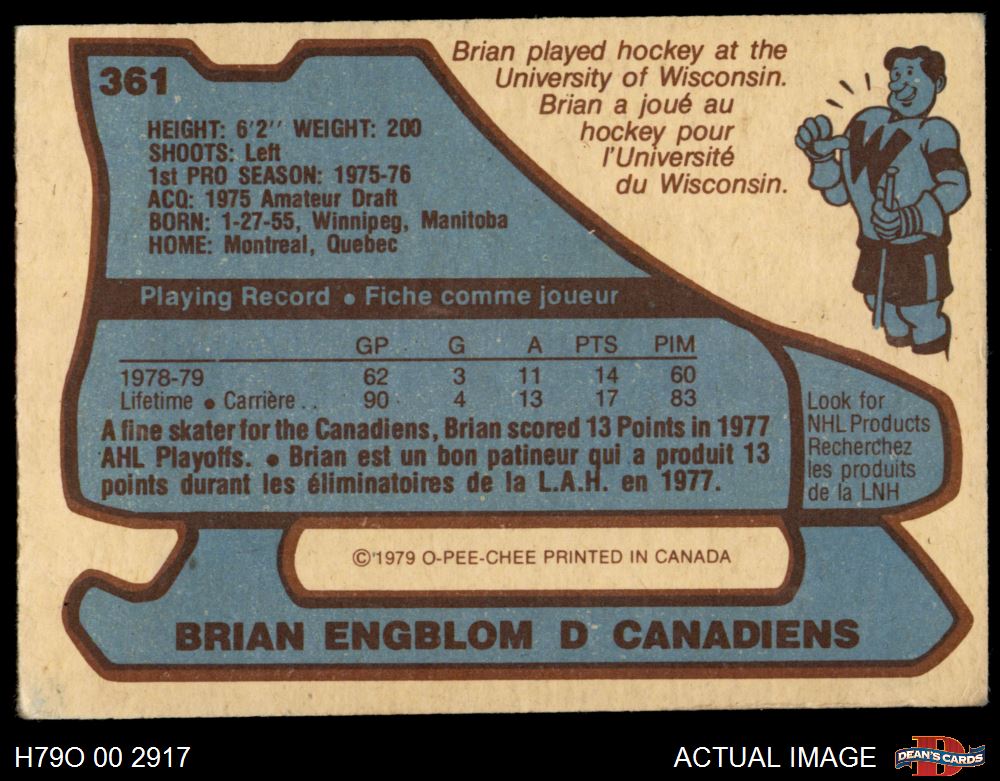 361
Brian played hockey at the
University of Wisconsin.
Brian a joué au
hockey pour
l'Université
du Wisconsin.
W
HEIGHT: 6'2'' WEIGHT: 200
SHOOTS: Left
1st PRO SEASON: 1975-76
ACQ: 1975 Amateur Draft
BORN: 1-27-55, Winnipeg, Manitoba
HOME: Montreal, Quebec
Playing Record • Fiche comme joueur
GP G A PTS PIM
1978-79 62 3 11 14 60
Lifetime • Carrière . . 90 4 13 17 83
A fine skater for the Canadiens, Brian scored 13 Points in 1977
AHL Playoffs. • Brian est un bon patineur qui a produit 13
points durant les éliminatoires de la L.A.H. en 1977.
Look for
NHL Products
Recherchez
les produits
de la LNH
© 1979 O-PEE-CHEE PRINTED IN CANADA
BRIAN ENGBLOM D CANADIENS
H79O 00 2917
ACTUAL IMAGE
D
DEAN'S CARDS